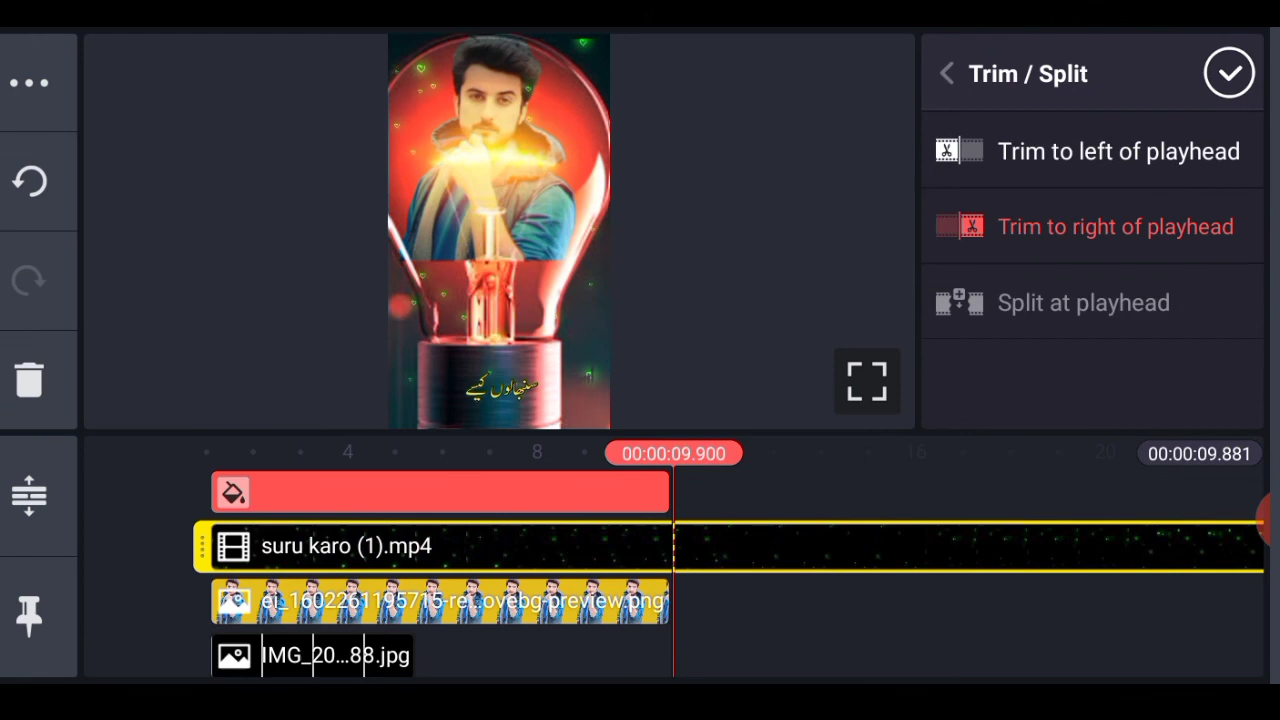 Trim / Split
Trim to left of playhead
Trim to right of playhead
Split at playhead
سنبھالوں کیسے
4
8
00:00:09.900
16
20
00:00:09.881
suru karo (1).mp4
ei_1602261195715-re...ovebg-preview.png
IMG_20...88.jpg